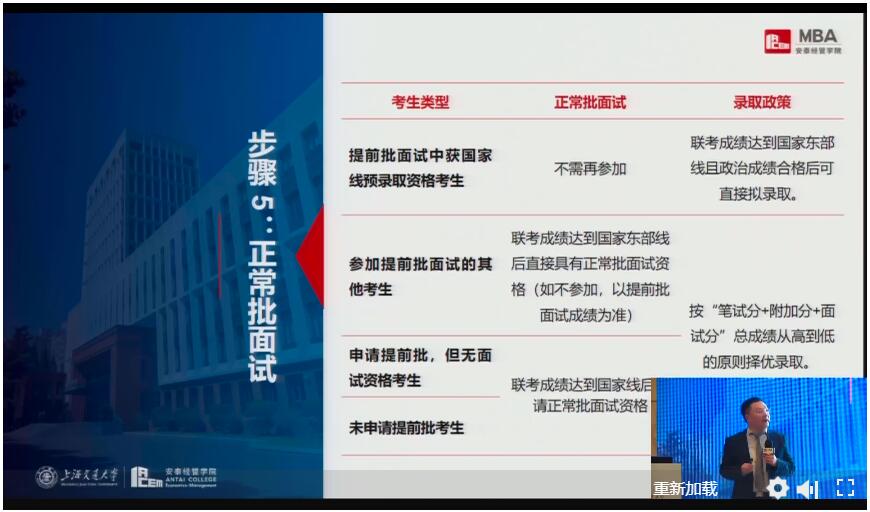 MBA
安泰经管学院
步骤 5：正常批面试
考生类型
正常批面试
录取政策
提前批面试中获国家
线预录取资格考生
不需再参加
联考成绩达到国家东部
线且政治成绩合格后可
直接拟录取。
参加提前批面试的其
他考生
联考成绩达到国家东部线
后直接具有正常批面试资
格（如不参加，以提前批
面试成绩为准）
按“笔试分+附加分+面
试分”总成绩从高到低
的原则择优录取。
申请提前批，但无面
试资格考生
联考成绩达到国家线后
请正常批面试资格
未申请提前批考生
上海交通大学
安泰经管学院
ANTAI COLLEGE
Economics·Management
重新加载